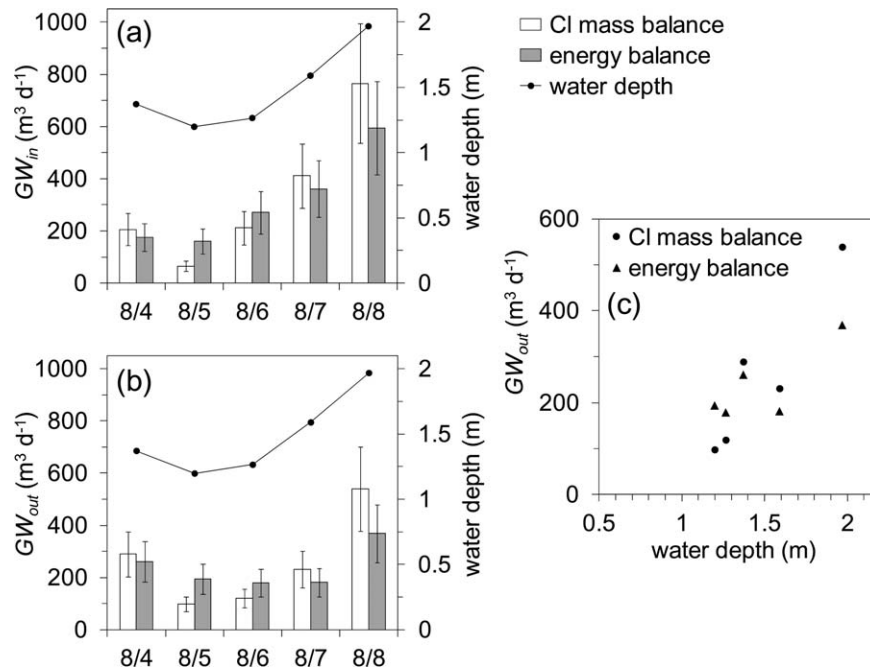 (a)
1000
800
600
400
200
0
GW_in (m³ d⁻¹)
2
1.5
1
0.5
0
water depth (m)
8/4 8/5 8/6 8/7 8/8
Cl mass balance
energy balance
water depth
(b)
1000
800
600
400
200
0
GW_out (m³ d⁻¹)
2
1.5
1
0.5
0
water depth (m)
8/4 8/5 8/6 8/7 8/8
Cl mass balance
energy balance
(c)
600
400
200
0
GW_out (m³ d⁻¹)
0.5 1 1.5 2
water depth (m)